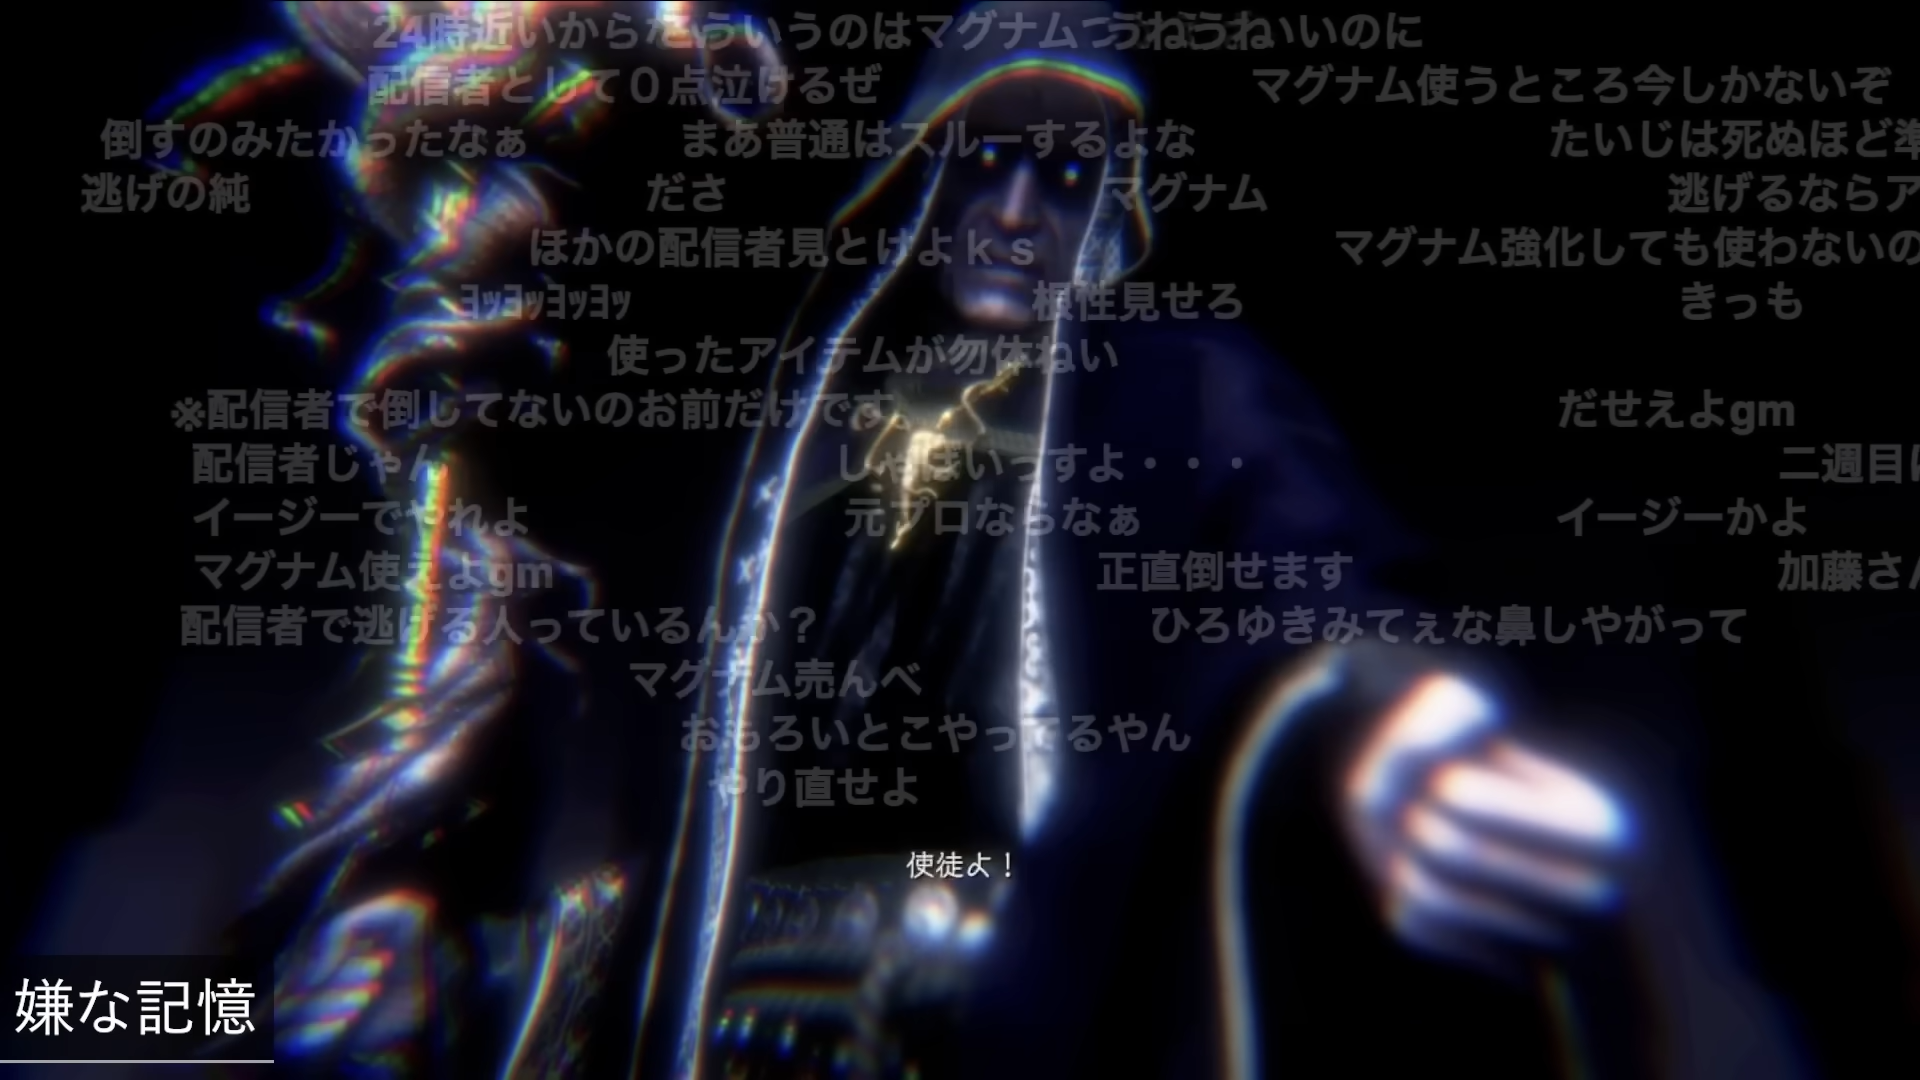 24時近いからな
こういうのはマグナムつ
うねうね
いいのに
配信者として０点泣けるぜ
マグナム使うところ今しかないぞ
倒すのみたかったなぁ
まあ普通はスルーするよな
たいじは死ぬほど準
逃げの純
ださ
マグナム
逃げるならア
ほかの配信者見とけよｋｓ
マグナム強化しても使わないの
ﾖｯﾖｯﾖｯﾖｯ
根性見せろ
きっも
使ったアイテムが勿体ねい
※配信者で倒してないのお前だけです
だせえよgm
配信者じゃん
しゃばいっすよ・・・
二週目
イージーでやれよ
元プロならなぁ
イージーかよ
マグナム使えよgm
正直倒せます
加藤さん
配信者で逃げる人っているんか？
ひろゆきみてぇな鼻しやがって
マグナム売んべ
おもろいとこやってるやん
やり直せよ
使徒よ！
嫌な記憶